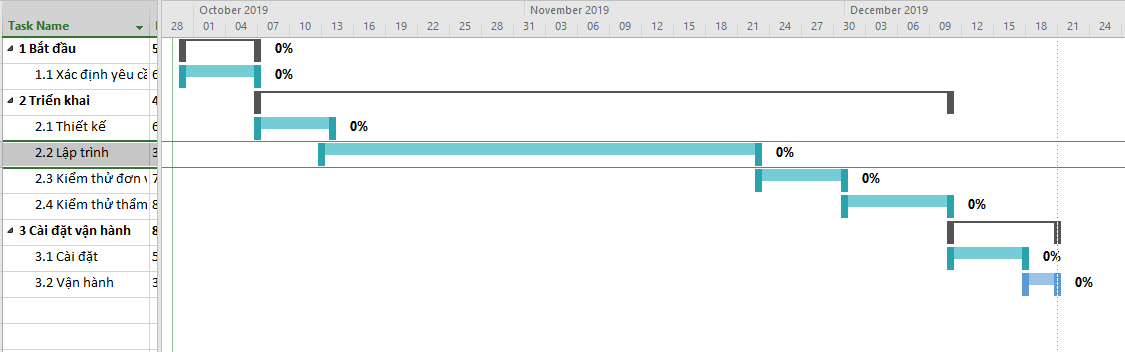 October 2019 November 2019 December 2019
Task Name 28 01 04 07 10 13 16 19 22 25 28 31 03 06 09 12 15 18 21 24 27 30 03 06 09 12 15 18 21 24
1 Bắt đầu 5 0%
1.1 Xác định yêu cầ 6 0%
2 Triển khai 4
2.1 Thiết kế 6 0%
2.2 Lập trình 3 0%
2.3 Kiểm thử đơn v 7 0%
2.4 Kiểm thử thẩm 8 0%
3 Cài đặt vận hành 8
3.1 Cài đặt 5 0%
3.2 Vận hành 3 0%